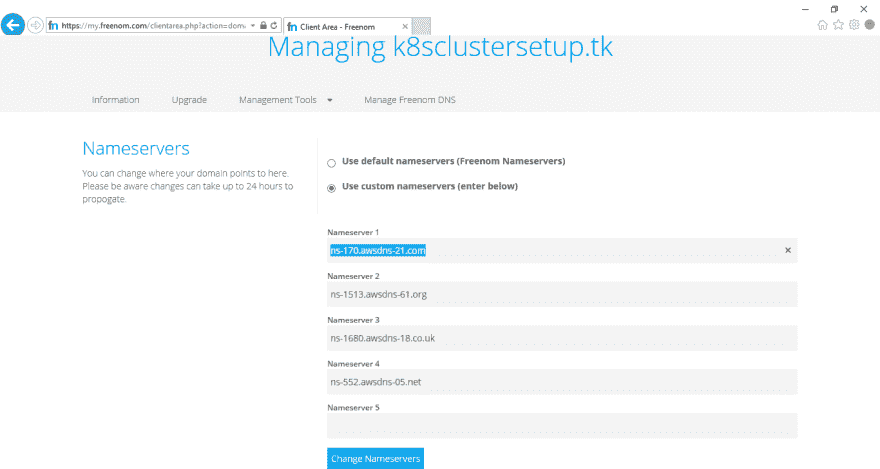 https://my.freenom.com/clientarea.php?action=doma
fn Client Area - Freenom
Managing k8sclustersetup.tk
Information Upgrade Management Tools Manage Freenom DNS
Nameservers
You can change where your domain points to here.
Please be aware changes can take up to 24 hours to
propogate.
Use default nameservers (Freenom Nameservers)
Use custom nameservers (enter below)
Nameserver 1
ns-170.awsdns-21.com
Nameserver 2
ns-1513.awsdns-61.org
Nameserver 3
ns-1680.awsdns-18.co.uk
Nameserver 4
ns-552.awsdns-05.net
Nameserver 5
Change Nameservers